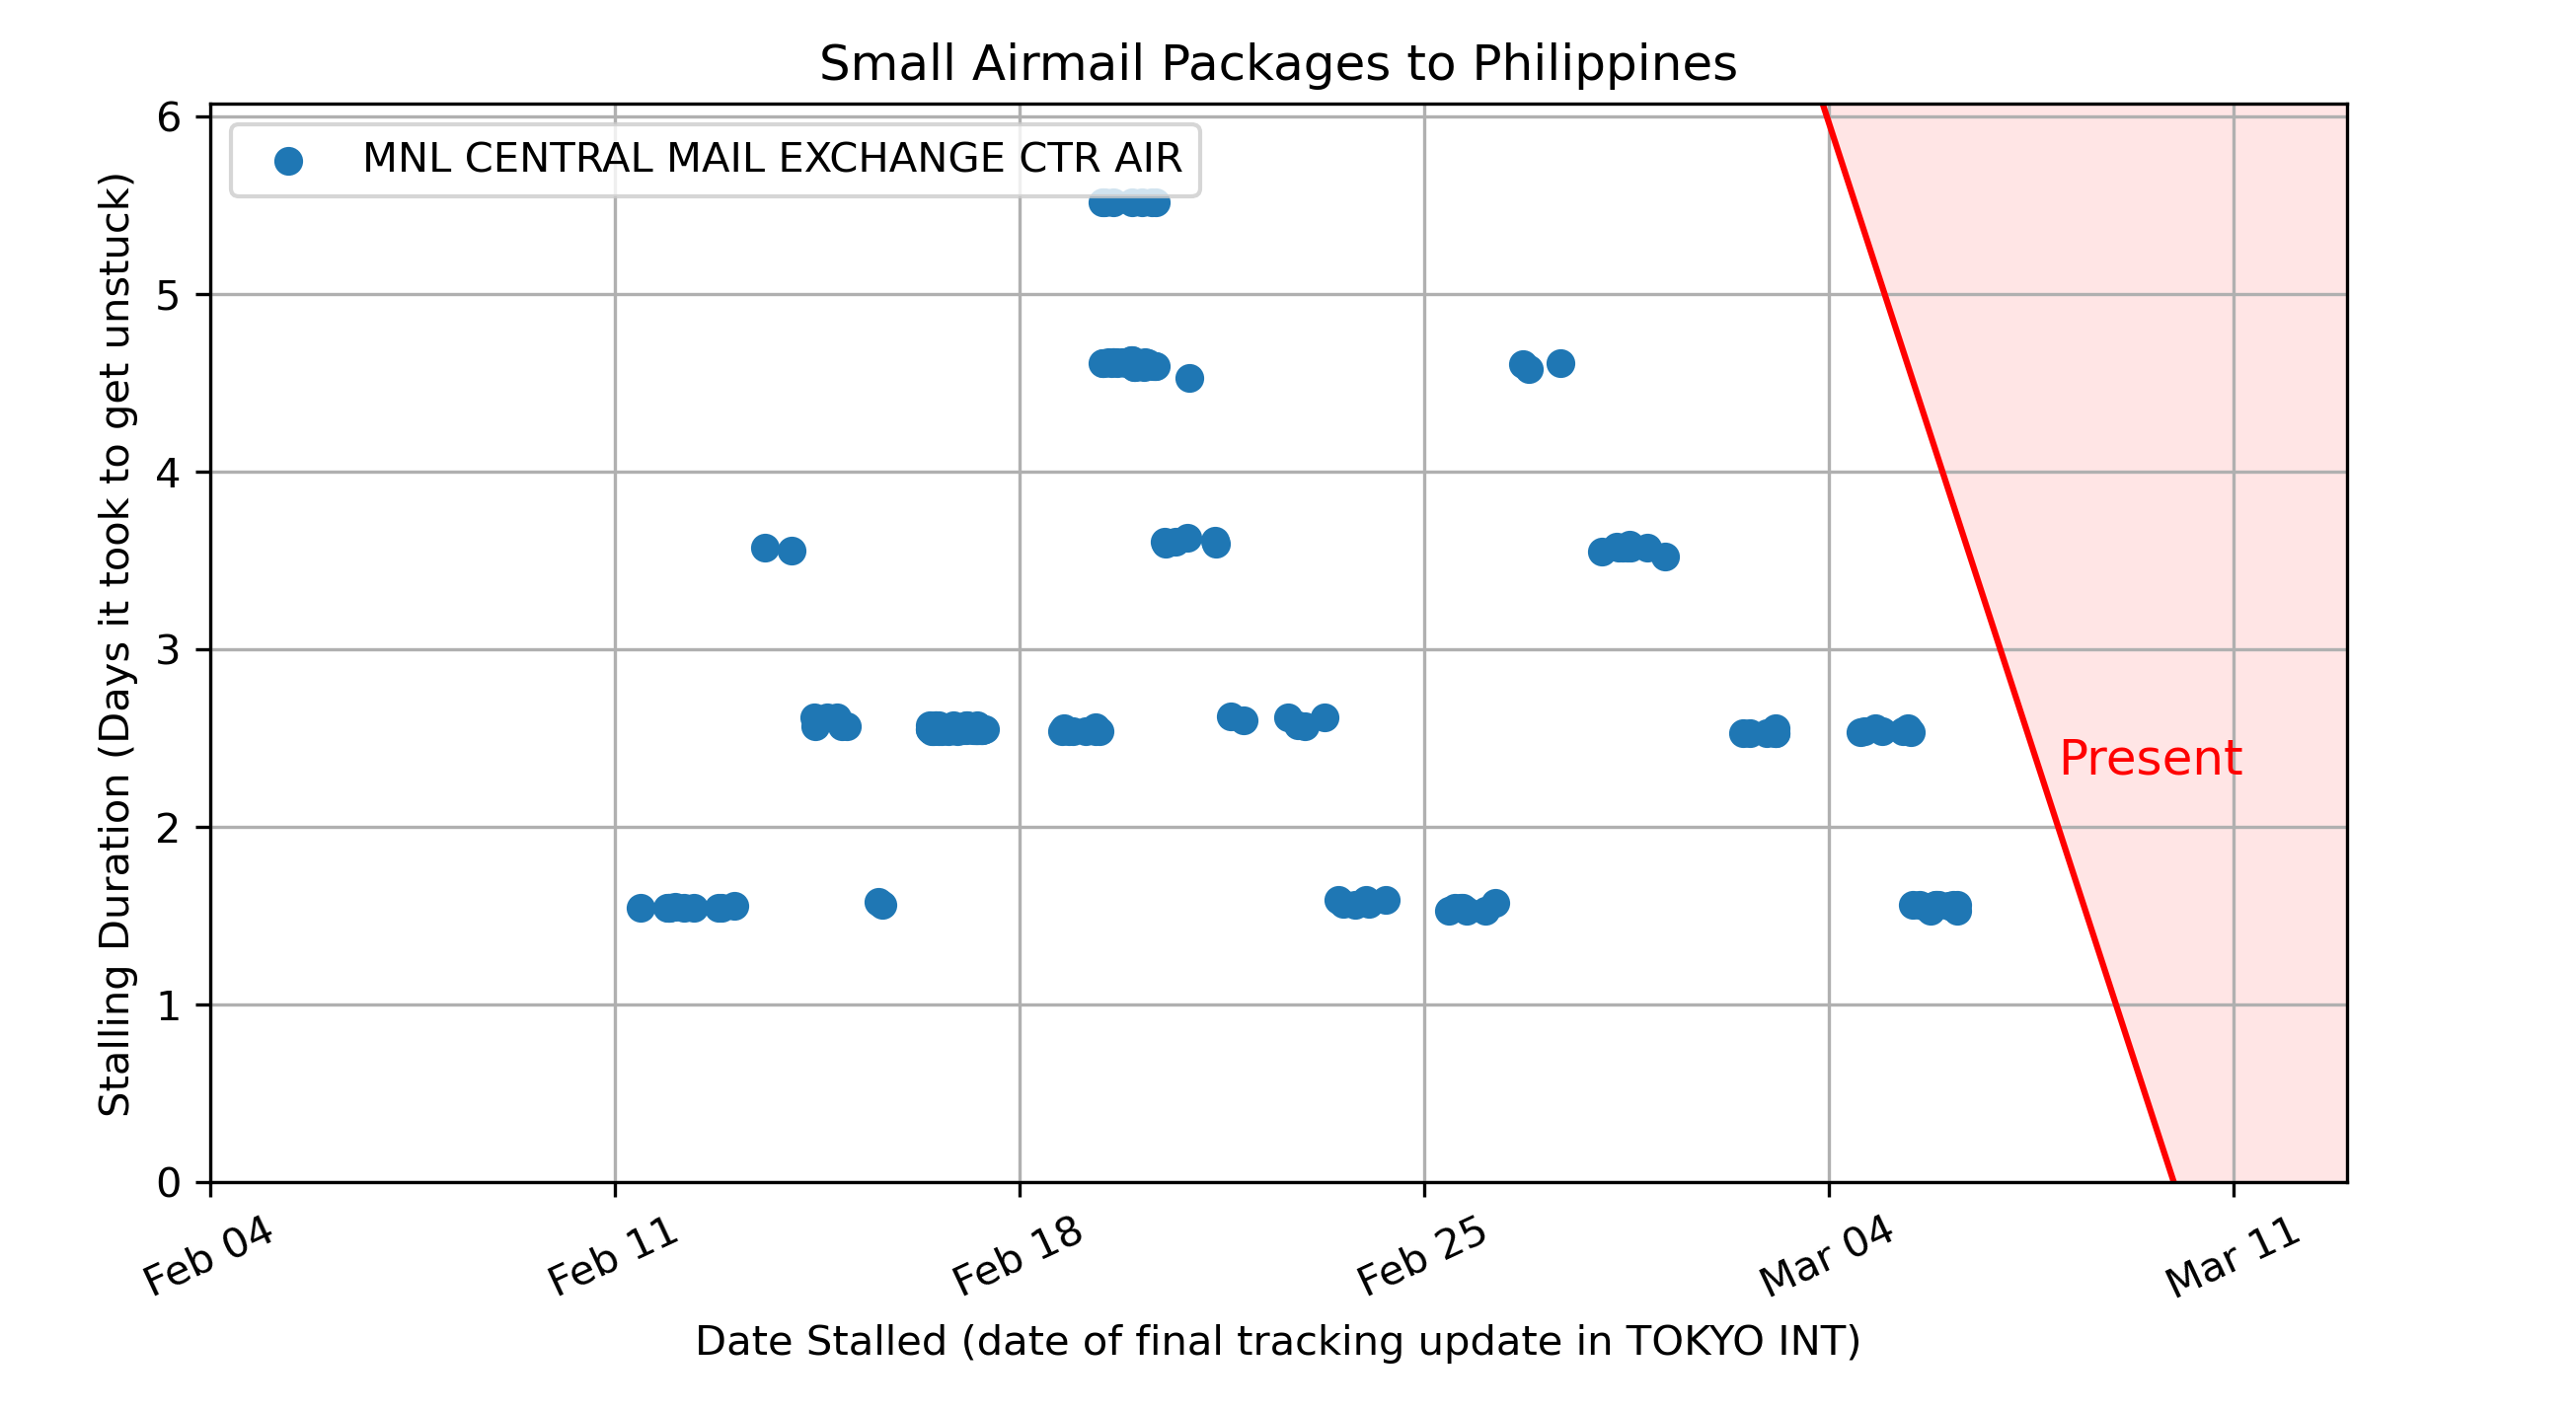 Small Airmail Packages to Philippines
MNL CENTRAL MAIL EXCHANGE CTR AIR
Stalling Duration (Days it took to get unstuck)
6
5
4
3
2
1
0
Present
Feb 04
Feb 11
Feb 18
Feb 25
Mar 04
Mar 11
Date Stalled (date of final tracking update in TOKYO INT)